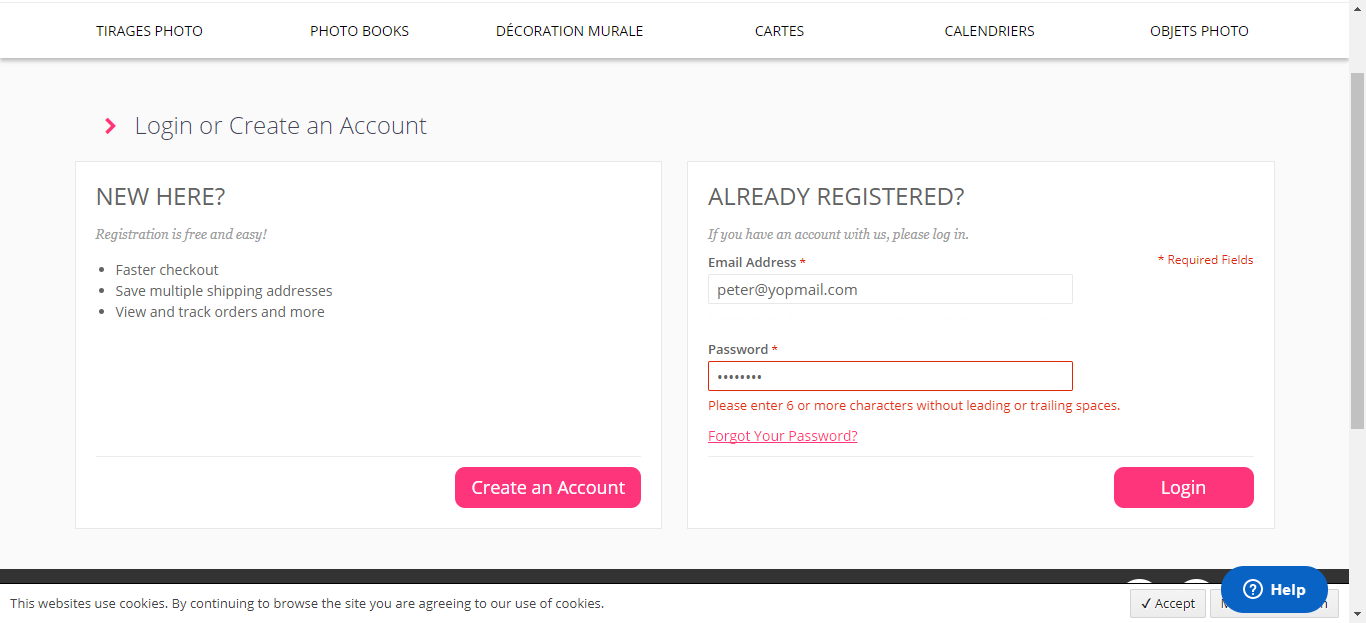 TIRAGES PHOTO PHOTO BOOKS DÉCORATION MURALE CARTES CALENDRIERS OBJETS PHOTO
Login or Create an Account
NEW HERE?
Registration is free and easy!
Faster checkout
Save multiple shipping addresses
View and track orders and more
Create an Account
ALREADY REGISTERED?
If you have an account with us, please log in.
* Required Fields
Email Address *
peter@yopmail.com
Password *
••••••••
Please enter 6 or more characters without leading or trailing spaces.
Forgot Your Password?
Login
This websites use cookies. By continuing to browse the site you are agreeing to our use of cookies.
✓ Accept
Help